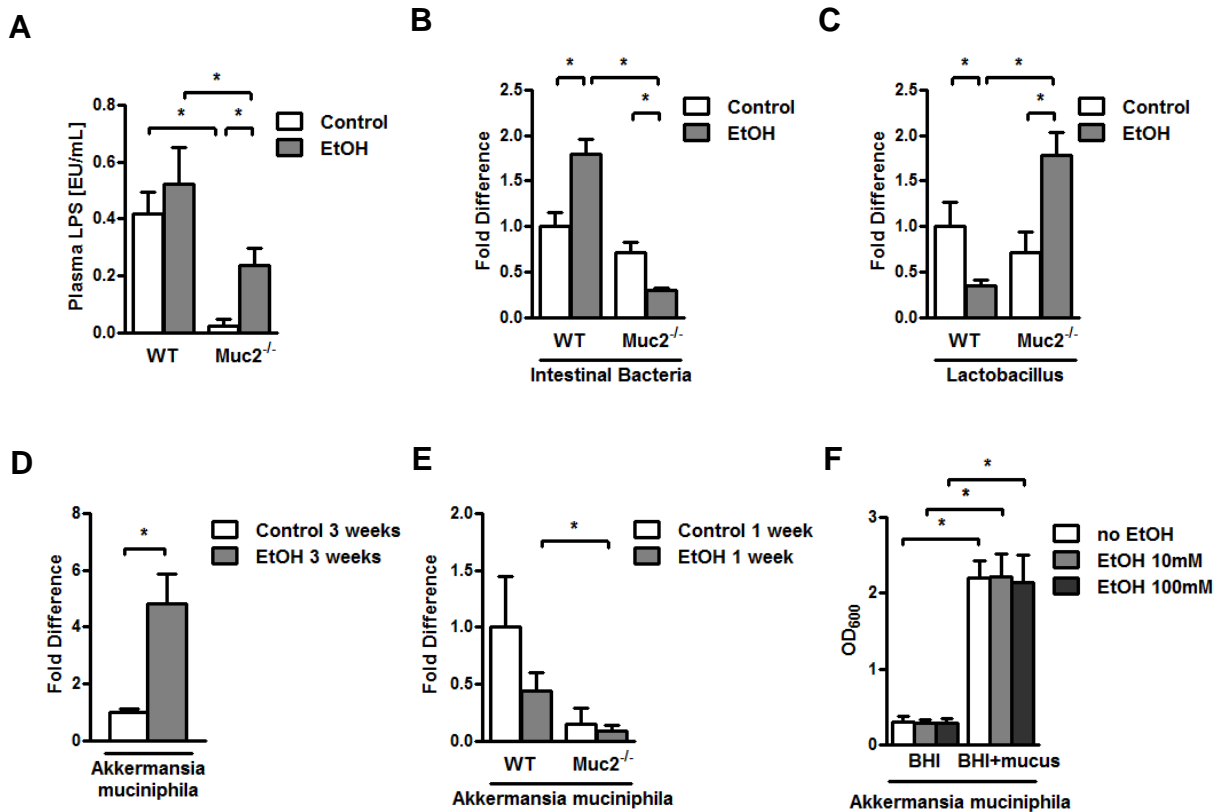 A
*
*
*
Control
EtOH
Plasma LPS [EU/mL]
0.8
0.6
0.4
0.2
0.0
WT
Muc2-/-
B
*
*
*
Control
EtOH
Fold Difference
2.5
2.0
1.5
1.0
0.5
0.0
WT
Muc2-/-
Intestinal Bacteria
C
*
*
*
Control
EtOH
Fold Difference
2.5
2.0
1.5
1.0
0.5
0.0
WT
Muc2-/-
Lactobacillus
D
*
Control 3 weeks
EtOH 3 weeks
Fold Difference
8
6
4
2
0
Akkermansia
muciniphila
E
*
Control 1 week
EtOH 1 week
Fold Difference
2.0
1.5
1.0
0.5
0.0
WT
Muc2-/-
Akkermansia muciniphila
F
*
*
*
no EtOH
EtOH 10mM
EtOH 100mM
OD600
3
2
1
0
BHI
BHI+mucus
Akkermansia muciniphila